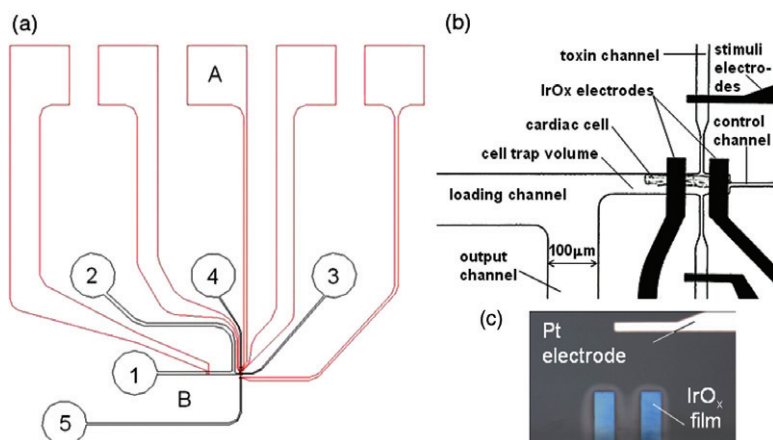 (a)
A
2
4
3
1
B
5
(b)
toxin channel
stimuli
electro-
des
IrOx electrodes
cardiac cell
control
channel
cell trap volume
loading channel
100μm
output
channel
(c)
Pt
electrode
IrOx
film